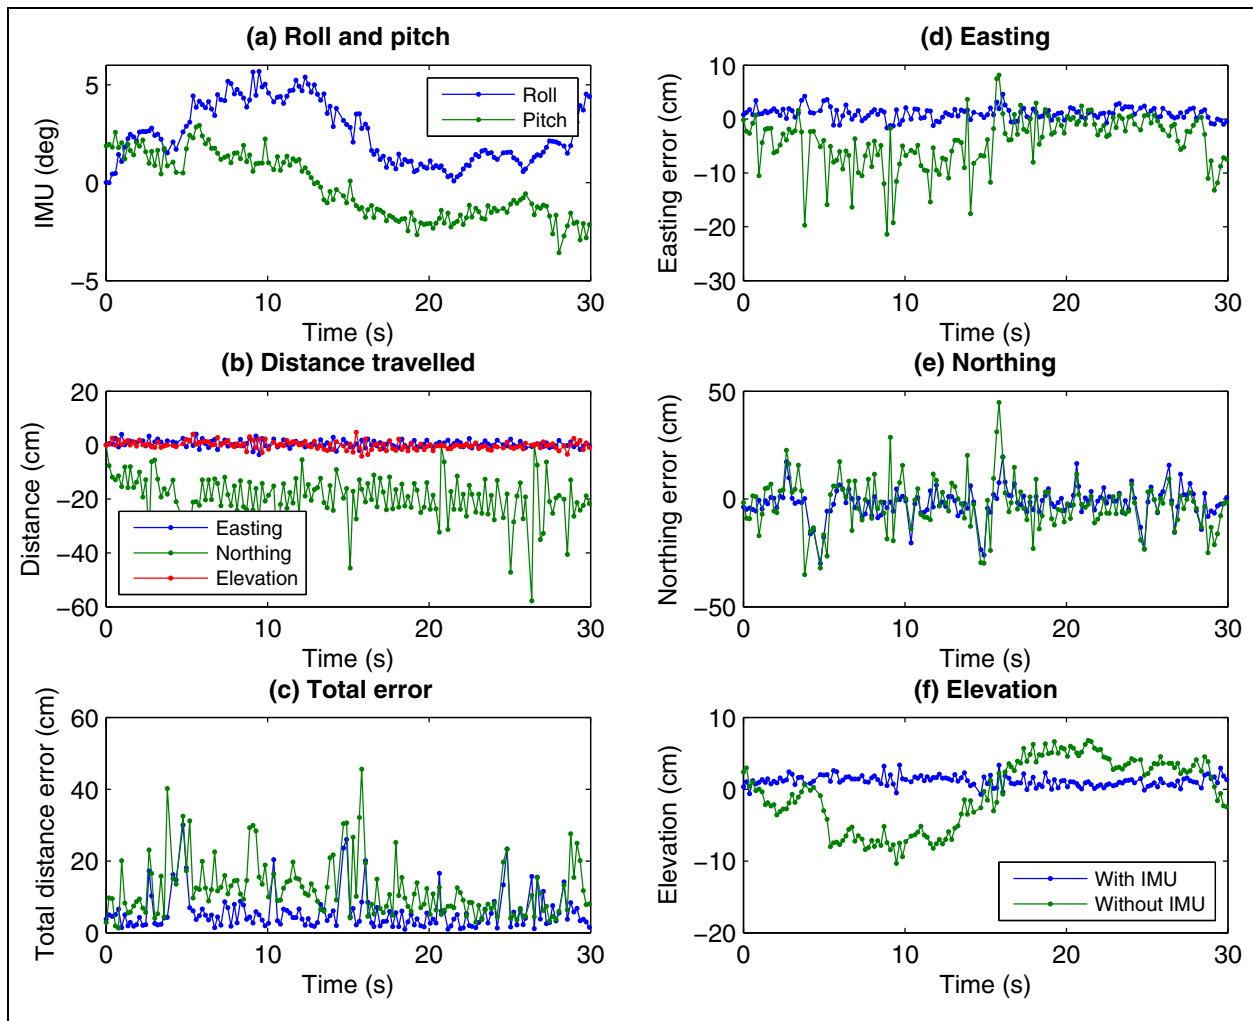 (a) Roll and pitch
5
0
−5
IMU (deg)
Roll
Pitch
0 10 20 30
Time (s)
(b) Distance travelled
20
0
−20
−40
−60
Distance (cm)
Easting
Northing
Elevation
0 10 20 30
Time (s)
(c) Total error
60
40
20
0
Total distance error (cm)
0 10 20 30
Time (s)
(d) Easting
10
0
−10
−20
−30
Easting error (cm)
0 10 20 30
Time (s)
(e) Northing
50
0
−50
Northing error (cm)
0 10 20 30
Time (s)
(f) Elevation
10
0
−10
−20
Elevation (cm)
With IMU
Without IMU
0 10 20 30
Time (s)